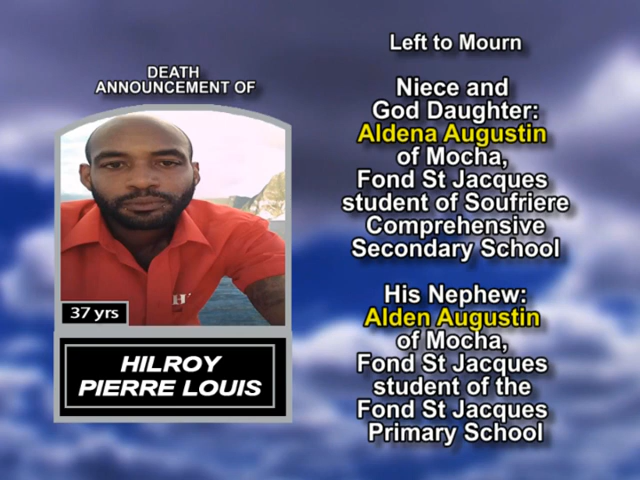 DEATH
ANNOUNCEMENT OF
37 yrs
HILROY
PIERRE LOUIS
Left to Mourn
Niece and
God Daughter:
Aldena Augustin
of Mocha,
Fond St Jacques
student of Soufriere
Comprehensive
Secondary School
His Nephew:
Alden Augustin
of Mocha,
Fond St Jacques
student of the
Fond St Jacques
Primary School